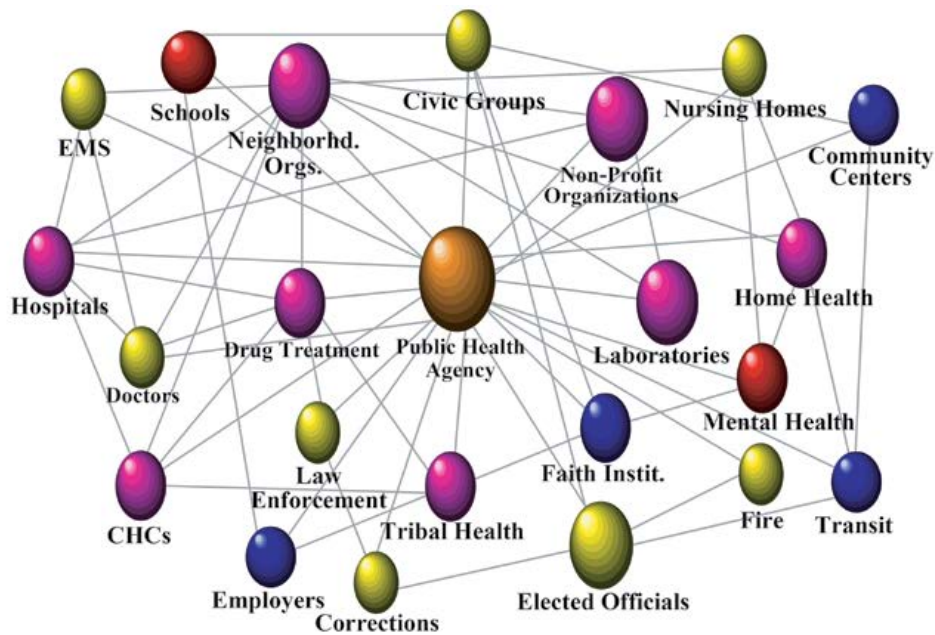 Civic Groups
Schools
Nursing Homes
Neighborhd.
Orgs.
EMS
Community
Centers
Non-Profit
Organizations
Hospitals
Home Health
Drug Treatment
Public Health
Agency
Laboratories
Doctors
Mental Health
Faith Instit.
Law
Enforcement
Fire
Transit
CHCs
Tribal Health
Employers
Elected Officials
Corrections